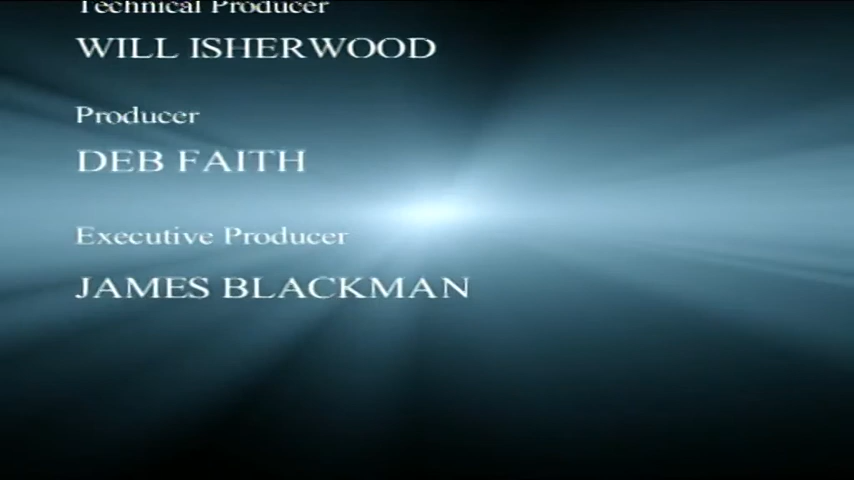 Technical Producer
WILL ISHERWOOD
Producer
DEB FAITH
Executive Producer
JAMES BLACKMAN